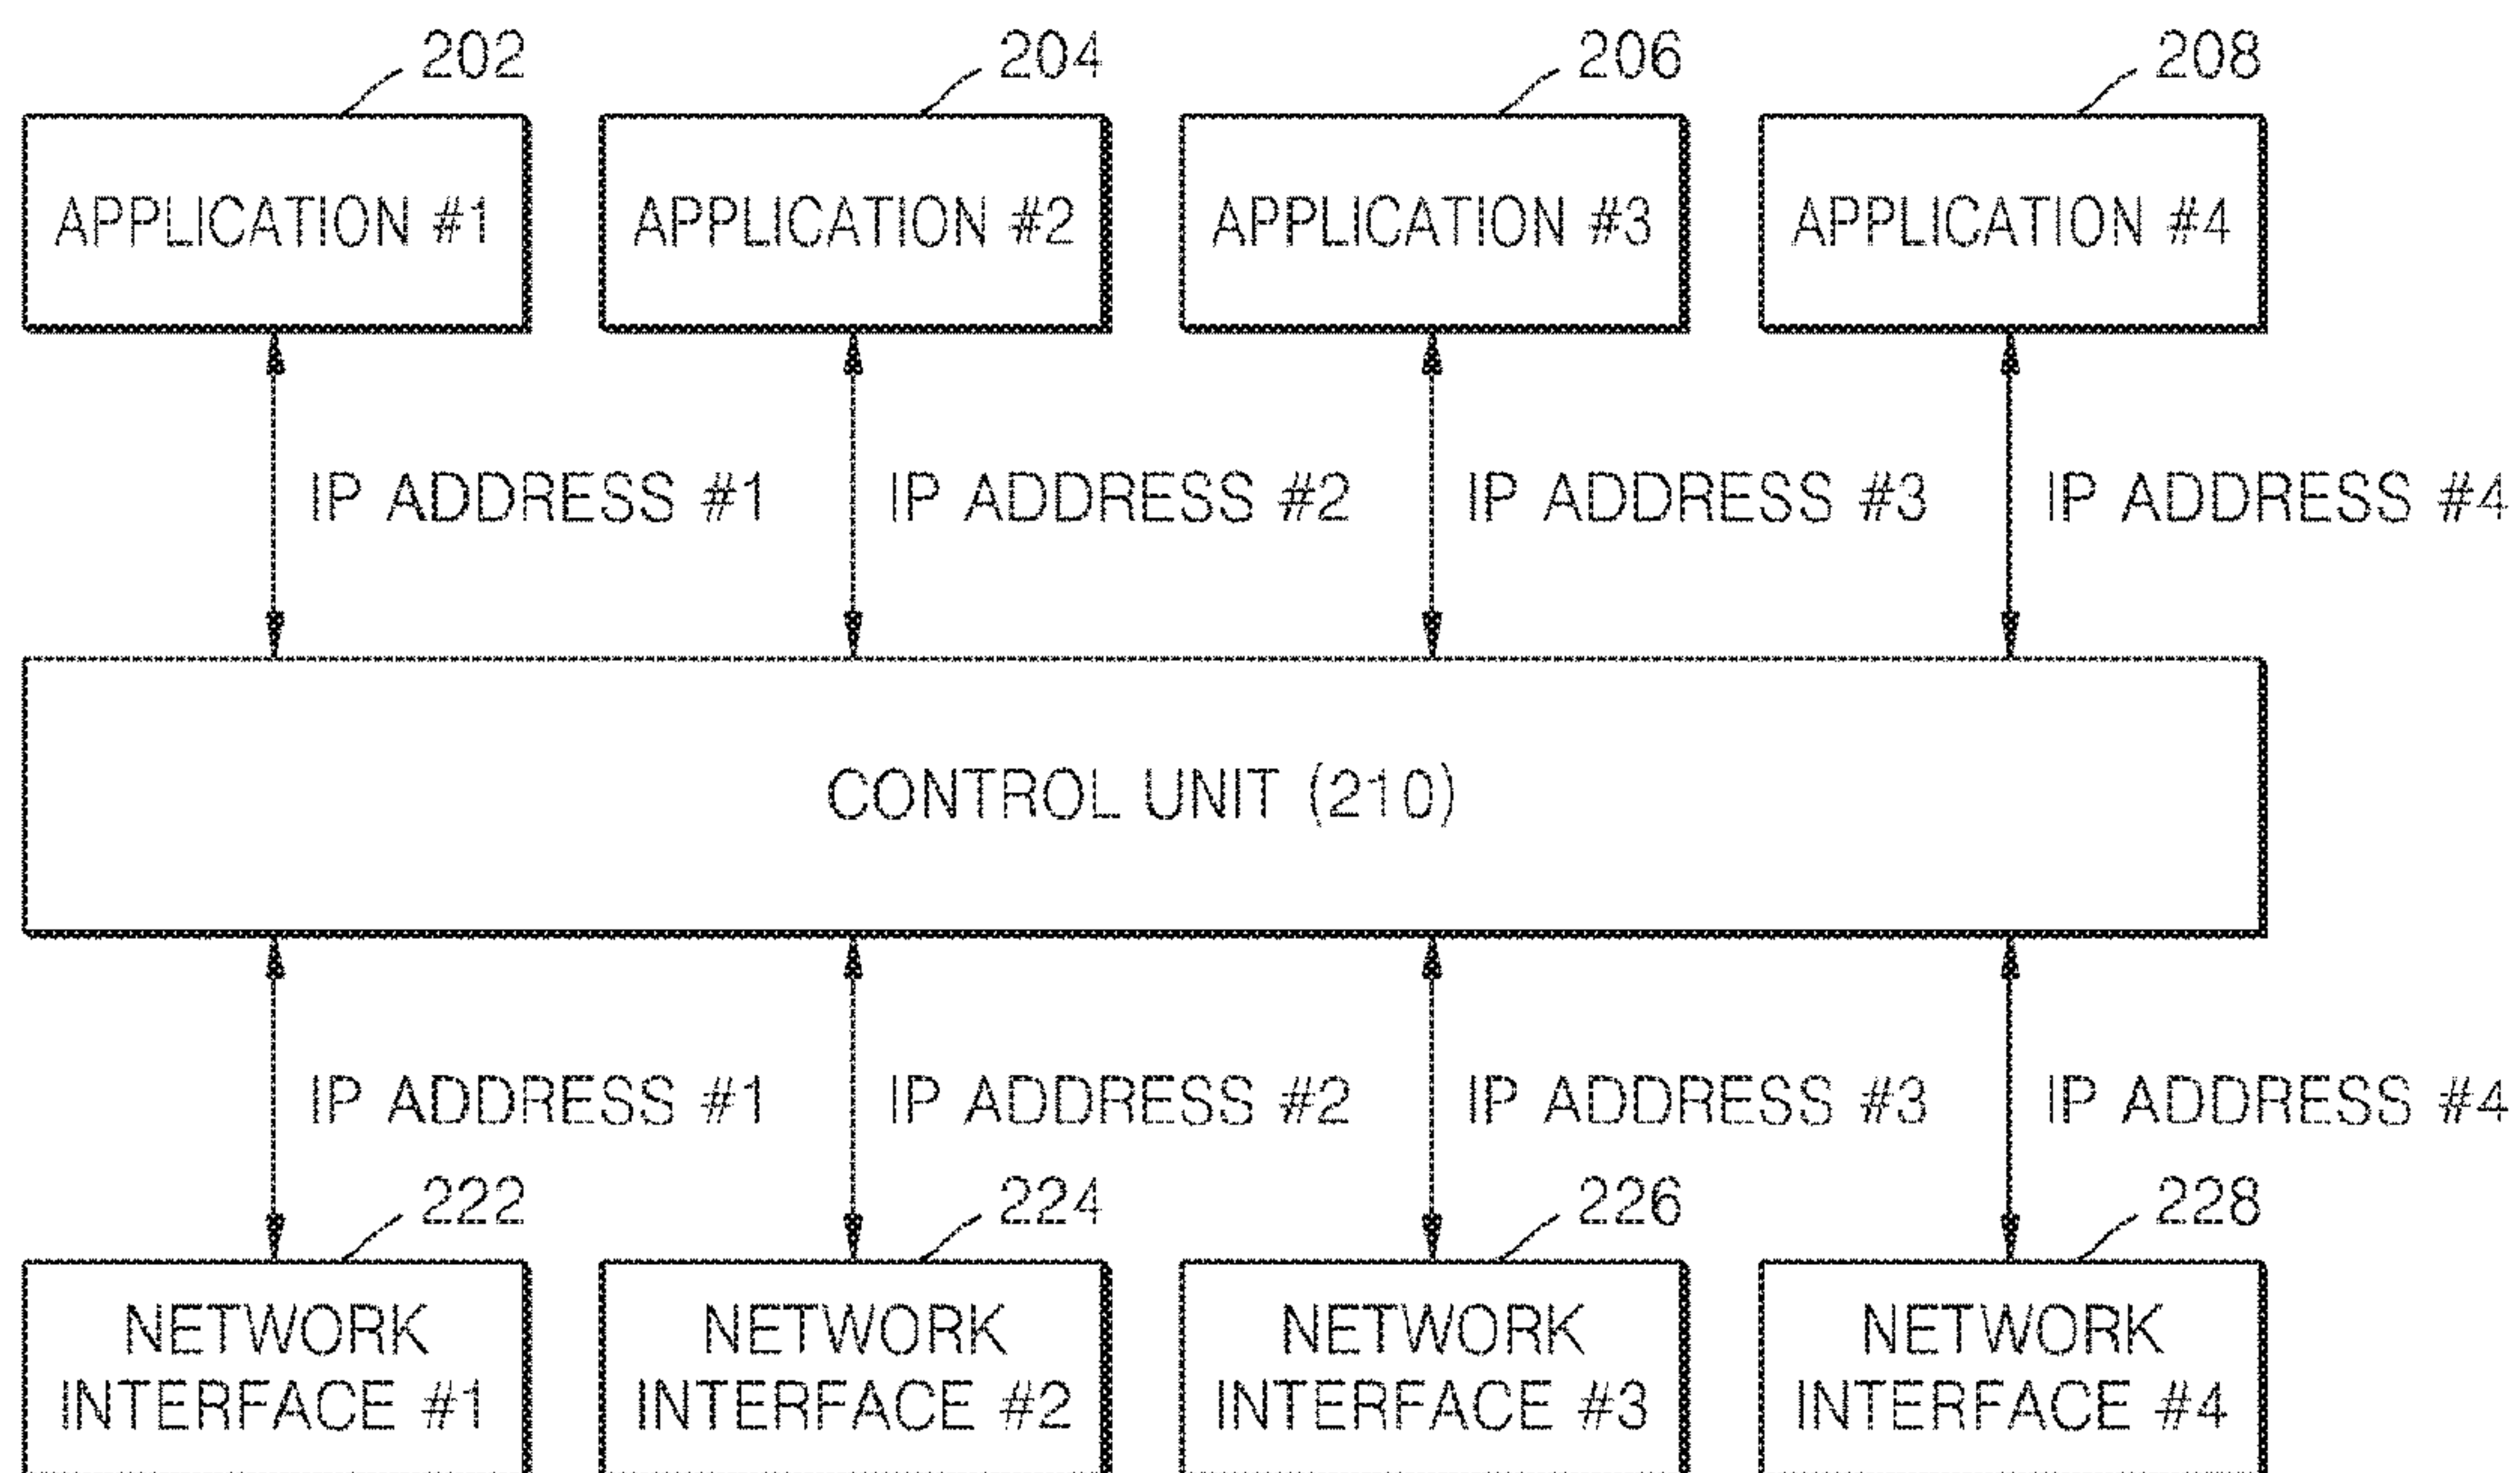 202
204
206
208
APPLICATION #1
APPLICATION #2
APPLICATION #3
APPLICATION #4
IP ADDRESS #1
IP ADDRESS #2
IP ADDRESS #3
IP ADDRESS #4
CONTROL UNIT (210)
IP ADDRESS #1
IP ADDRESS #2
IP ADDRESS #3
IP ADDRESS #4
222
224
226
228
NETWORK
INTERFACE #1
NETWORK
INTERFACE #2
NETWORK
INTERFACE #3
NETWORK
INTERFACE #4